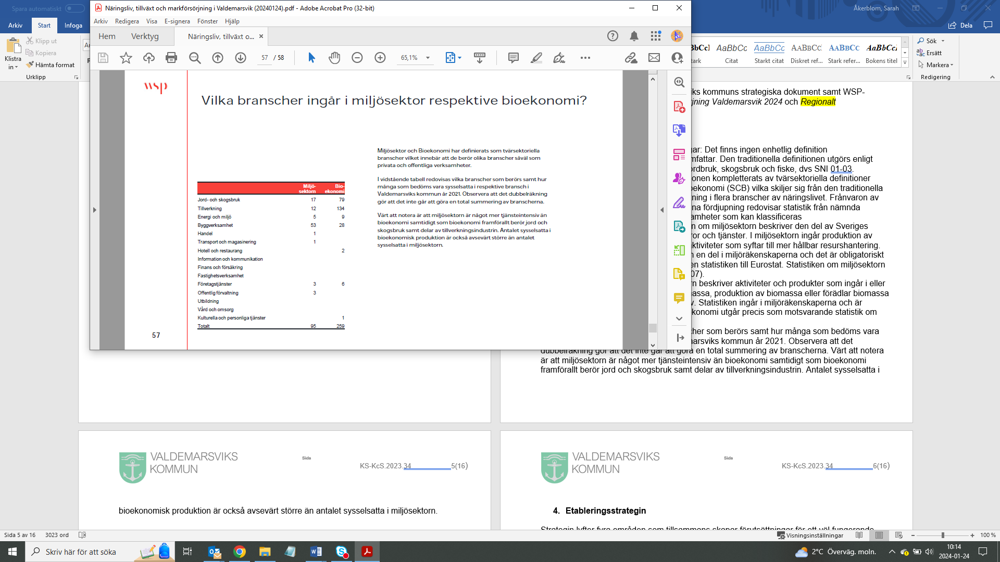 Spara automatiskt
Åkerblom, Sarah
Arkiv
Start
Infoga
Dela
Klipp ut
Kopiera
Hämta format
Klistra
in
Urklipp
Citat
Starkt citat
Diskret ref...
Stark refer...
Bokens titel
Sök
Ersätt
Markera
Redigering
Näringsliv, tillväxt och markförsörjning i Valdemarsvik (20240124).pdf - Adobe Acrobat Pro (32-bit)
Arkiv Redigera Visa E-signera Fönster Hjälp
Hem Verktyg Näringsliv, tillväxt o... ×
57 / 58
65,1%
wsp
Vilka branscher ingår i miljösektor respektive bioekonomi?
Miljö-
sektorn
Bio-
ekonomi
Jord- och skogsbruk 17 79
Tillverkning 12 134
Energi och miljö 5 9
Byggverksamhet 53 28
Handel 1
Transport och magasinering 1
Hotell och restaurang 2
Information och kommunikation
Finans och försäkring
Fastighetsverksamhet
Företagstjänster 3 6
Offentlig förvaltning 3
Utbildning
Vård och omsorg
Kulturella och personliga tjänster 1
Totalt 95 259
57
Miljösektor och Bioekonomi har definierats som tvärsektoriella
branscher vilket innebär att de berör olika branscher såväl som
privata och offentliga verksamheter.
I vidstående tabell redovisas vilka branscher som berörs samt hur
många som bedöms vara sysselsatta i respektive bransch i
Valdemarsviks kommun år 2021. Observera att det dubbelräkning
gör att det inte går att göra en total summering av branscherna.
Värt att notera är att miljösektorn är något mer tjänsteintensiv än
bioekonomi samtidigt som bioekonomi framförallt berör jord och
skogsbruk samt delar av tillverkningsindustrin. Antalet sysselsatta i
bioekonomisk produktion är också avsevärt större än antalet
sysselsatta i miljösektorn.
iks kommuns strategiska dokument samt WSP-
jning Valdemarsvik 2024 och Regionalt
gar: Det finns ingen enhetlig definition
mfattar. Den traditionella definitionen utgörs enligt
ordbruk, skogsbruk och fiske, dvs SNI 01-03.
onen kompletterats av tvärsektoriella definitioner
oekonomi (SCB) vilka skiljer sig från den traditionella
kning i flera branscher av näringslivet. Frånvaron av
na fördjupning redovisar statistik från nämnda
samheter som kan klassificeras
n om miljösektorn beskriver den del av Sveriges
ror och tjänster. I miljösektorn ingår produktion av
aktiviteter som syftar till mer hållbar resurshantering.
n en del i miljöräkenskaperna och det är obligatoriskt
en statistiken till Eurostat. Statistiken om miljösektorn
07).
rn beskriver aktiviteter och produkter som ingår i eller
massa, produktion av biomassa eller förädlar biomassa
v. Statistiken ingår i miljöräkenskaperna och är
konomi utgår precis som motsvarande statistik om
cher som berörs samt hur många som bedöms vara
marsviks kommun år 2021. Observera att det
dubbelräkning gör att det inte går att göra en total summering av branscherna. Värt att notera
är att miljösektorn är något mer tjänsteintensiv än bioekonomi samtidigt som bioekonomi
framförallt berör jord och skogsbruk samt delar av tillverkningsindustrin. Antalet sysselsatta i
VALDEMARSVIKS
KOMMUN
Sida
KS-KcS.2023.34 5(16)
bioekonomisk produktion är också avsevärt större än antalet sysselsatta i miljösektorn.
VALDEMARSVIKS
KOMMUN
Sida
KS-KcS.2023.34 6(16)
4. Etableringsstrategin
Strategin lyfter fyra områden som tillsammans skapar förutsättningar för ett väl fungerande
Sida 5 av 16 3023 ord
Visningsinställningar
100 %
Skriv här för att söka
2°C Överväg. moln.
10:14
2024-01-24